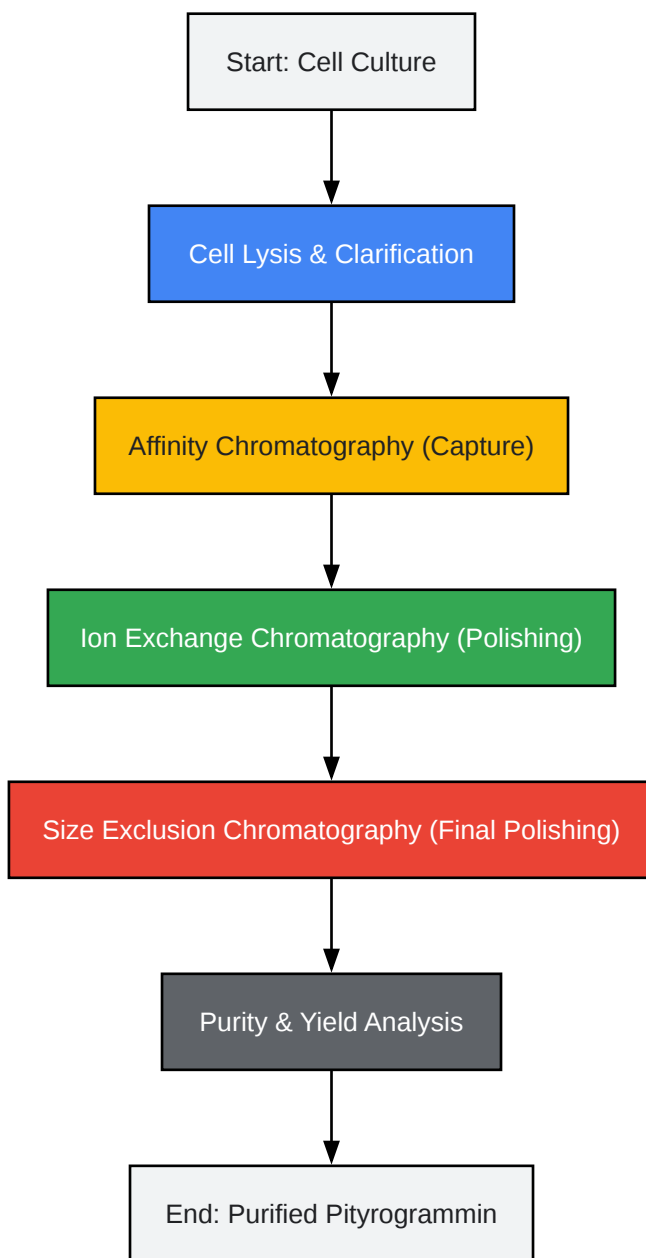 Start: Cell Culture
Cell Lysis & Clarification
Affinity Chromatography (Capture)
Ion Exchange Chromatography (Polishing)
Size Exclusion Chromatography (Final Polishing)
Purity & Yield Analysis
End: Purified Pityrogrammin